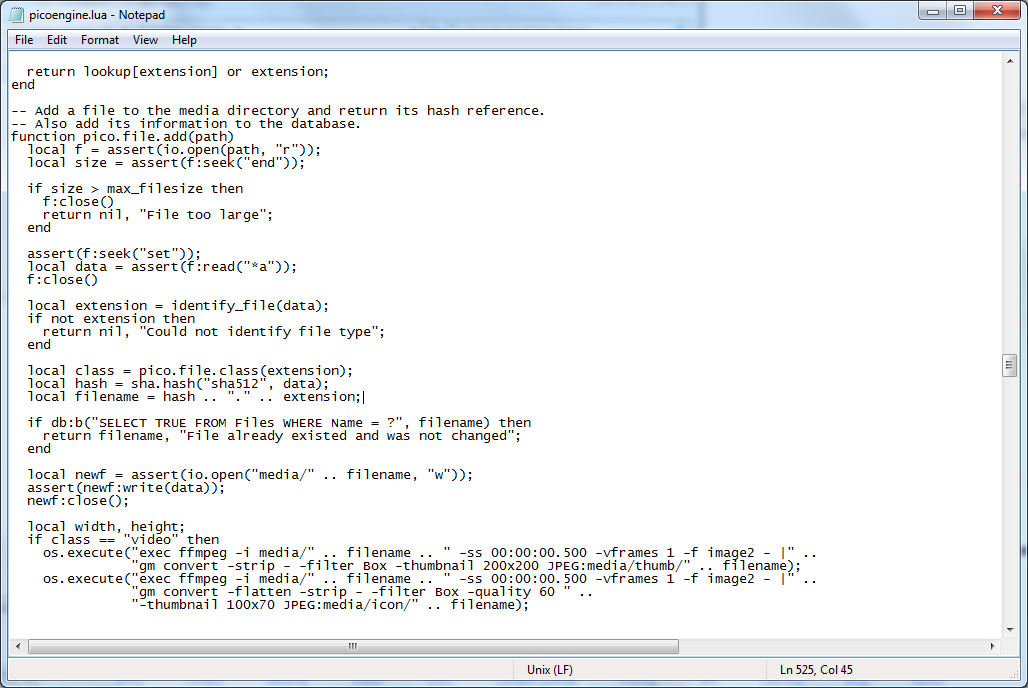 picoengine.lua - Notepad
File Edit Format View Help
  return lookup[extension] or extension;
end

-- Add a file to the media directory and return its hash reference.
-- Also add its information to the database.
function pico.file.add(path)
  local f = assert(io.open(path, "r"));
  local size = assert(f:seek("end"));

  if size > max_filesize then
    f:close()
    return nil, "File too large";
  end

  assert(f:seek("set"));
  local data = assert(f:read("*a"));
  f:close()

  local extension = identify_file(data);
  if not extension then
    return nil, "Could not identify file type";
  end

  local class = pico.file.class(extension);
  local hash = sha.hash("sha512", data);
  local filename = hash .. "." .. extension;

  if db:b("SELECT TRUE FROM Files WHERE Name = ?", filename) then
    return filename, "File already existed and was not changed";
  end

  local newf = assert(io.open("media/" .. filename, "w"));
  assert(newf:write(data));
  newf:close();

  local width, height;
  if class == "video" then
    os.execute("exec ffmpeg -i media/" .. filename .. " -ss 00:00:00.500 -vframes 1 -f image2 - |" ..
               "gm convert -strip - -filter Box -thumbnail 200x200 JPEG:media/thumb/" .. filename);
    os.execute("exec ffmpeg -i media/" .. filename .. " -ss 00:00:00.500 -vframes 1 -f image2 - |" ..
               "gm convert -flatten -strip - -filter Box -quality 60 " ..
               "-thumbnail 100x70 JPEG:media/icon/" .. filename);
Unix (LF) Ln 525, Col 45